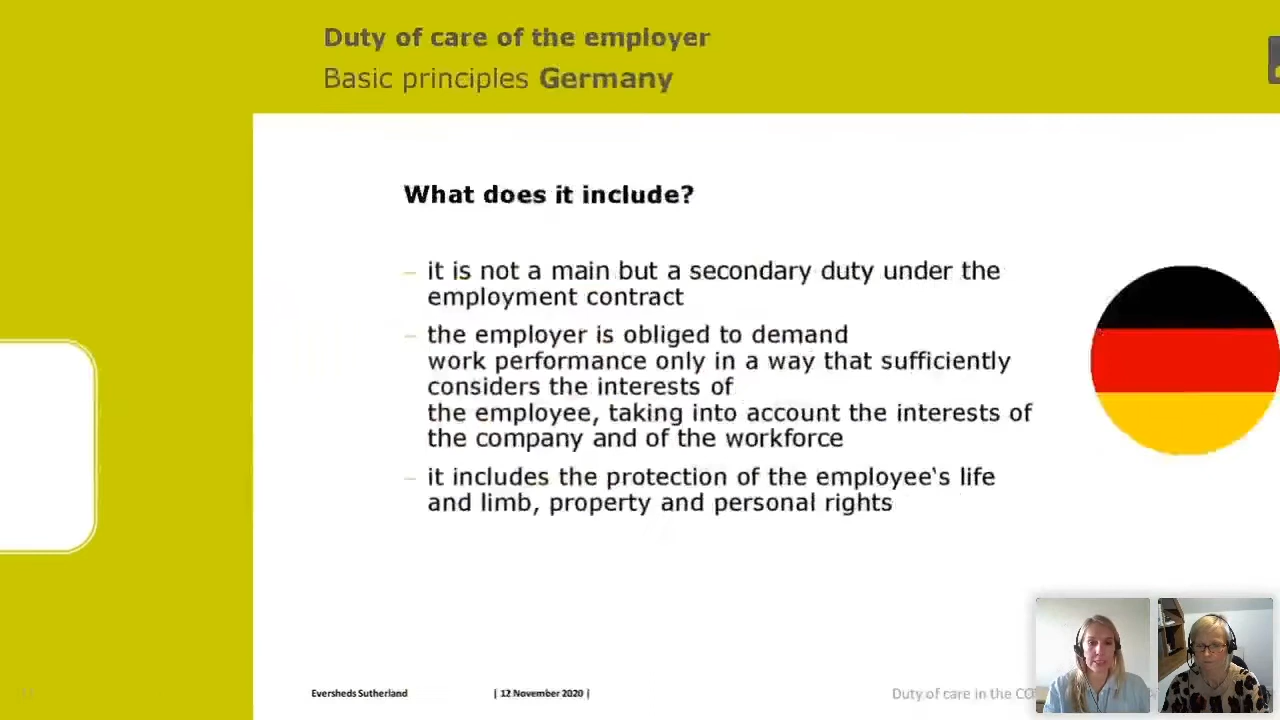 Duty of care of the employer
Basic principles Germany
What does it include?
– it is not a main but a secondary duty under the
employment contract
– the employer is obliged to demand
work performance only in a way that sufficiently
considers the interests of
the employee, taking into account the interests of
the company and of the workforce
– it includes the protection of the employee‘s life
and limb, property and personal rights
Eversheds Sutherland
| 12 November 2020 |
Duty of care in the CO